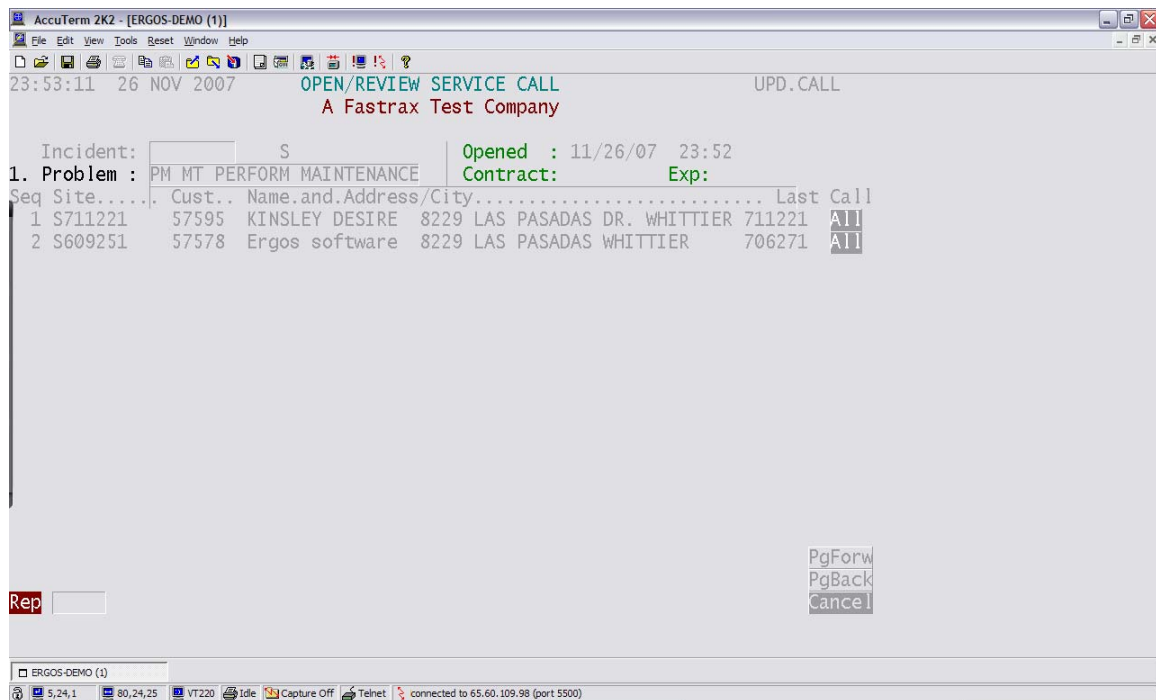 AccuTerm 2K2 - [ERGOS-DEMO (1)]
File Edit View Tools Reset Window Help
23:53:11 26 NOV 2007 OPEN/REVIEW SERVICE CALL UPD.CALL
A Fastrax Test Company
Incident: S Opened : 11/26/07 23:52
1. Problem : PM MT PERFORM MAINTENANCE Contract: Exp:
Seq Site...... Cust.. Name.and.Address/City........................... Last Call
1 S711221 57595 KINSLEY DESIRE 8229 LAS PASADAS DR. WHITTIER 711221 All
2 S609251 57578 Ergos software 8229 LAS PASADAS WHITTIER 706271 All
PgForw
PgBack
Rep Cancel
ERGOS-DEMO (1)
5,24,1 80,24,25 VT220 Idle Capture Off Telnet connected to 65.60.109.98 (port 5500)